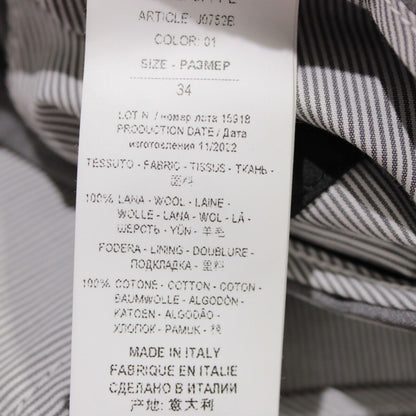 ARTICLE: J0752B
COLOR: 01
SIZE - РАЗМЕР
34
LOT N. / номер лота 15918
PRODUCTION DATE / Дата
изготовления 11/2022
TESSUTO - FABRIC - TISSUS - ТКАНЬ -
面料
100% LANA - WOOL - LAINE -
WOLLE - LANA - WOL - LÃ -
ШЕРСТЬ - YÜN - 羊毛
FODERA - LINING - DOUBLURE -
ПОДКЛАДКА - 里料
100% COTONE - COTTON - COTON -
BAUMWOLLE - ALGODÓN -
KATOEN - ALGODÃO -
ХЛОПОК - PAMUK - 棉
MADE IN ITALY
FABRIQUE EN ITALIE
СДЕЛАНО В ИТАЛИИ
产地: 意大利